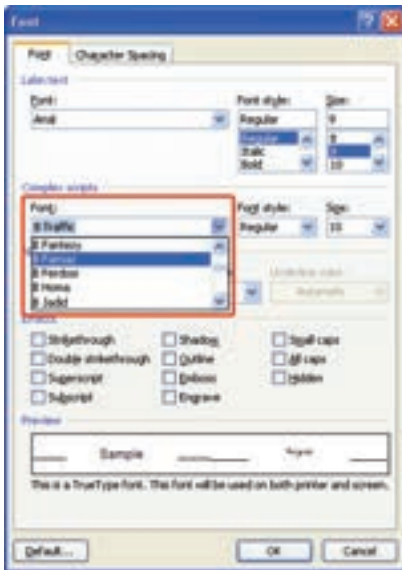 Font
Font Character Spacing
Latin text
Font: Font style: Size:
Arial Regular 9
Regular 8
Italic 9
Bold 10
Complex scripts
Font: Font style: Size:
B Traffic Regular 10
B Fantezy
B Farnaz
B Ferdosi
B Homa
B Jadid
Underline color:
Automatic
Effects
Strikethrough Shadow Small caps
Double strikethrough Outline All caps
Superscript Emboss Hidden
Subscript Engrave
Preview
Sample
This is a TrueType font. This font will be used on both printer and screen.
Default... OK Cancel